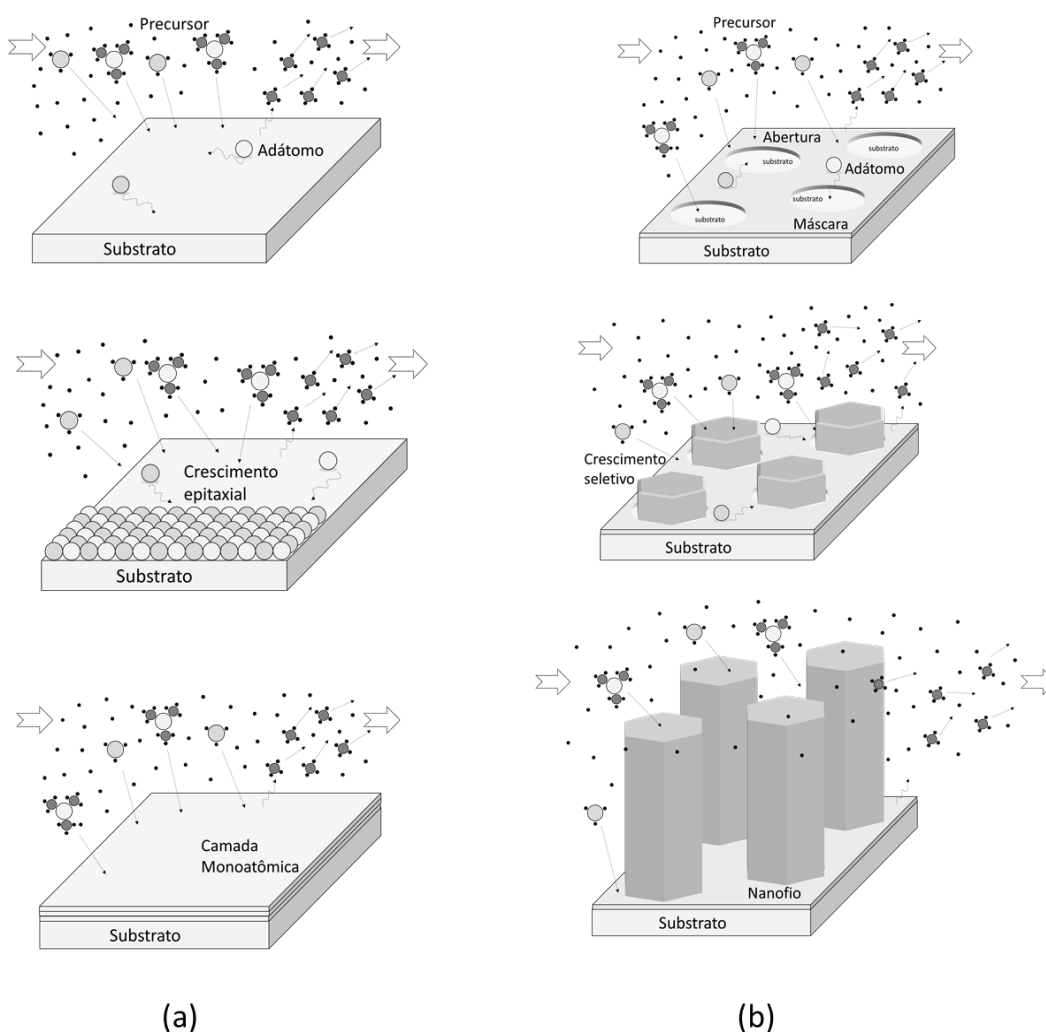 Precursor
Adátomo
Substrato
Crescimento
epitaxial
Substrato
Camada
Monoatômica
Substrato
(a)
Precursor
Abertura
substrato
substrato
Adátomo
substrato
substrato
Máscara
Substrato
Crescimento
seletivo
Substrato
Nanofio
Substrato
(b)